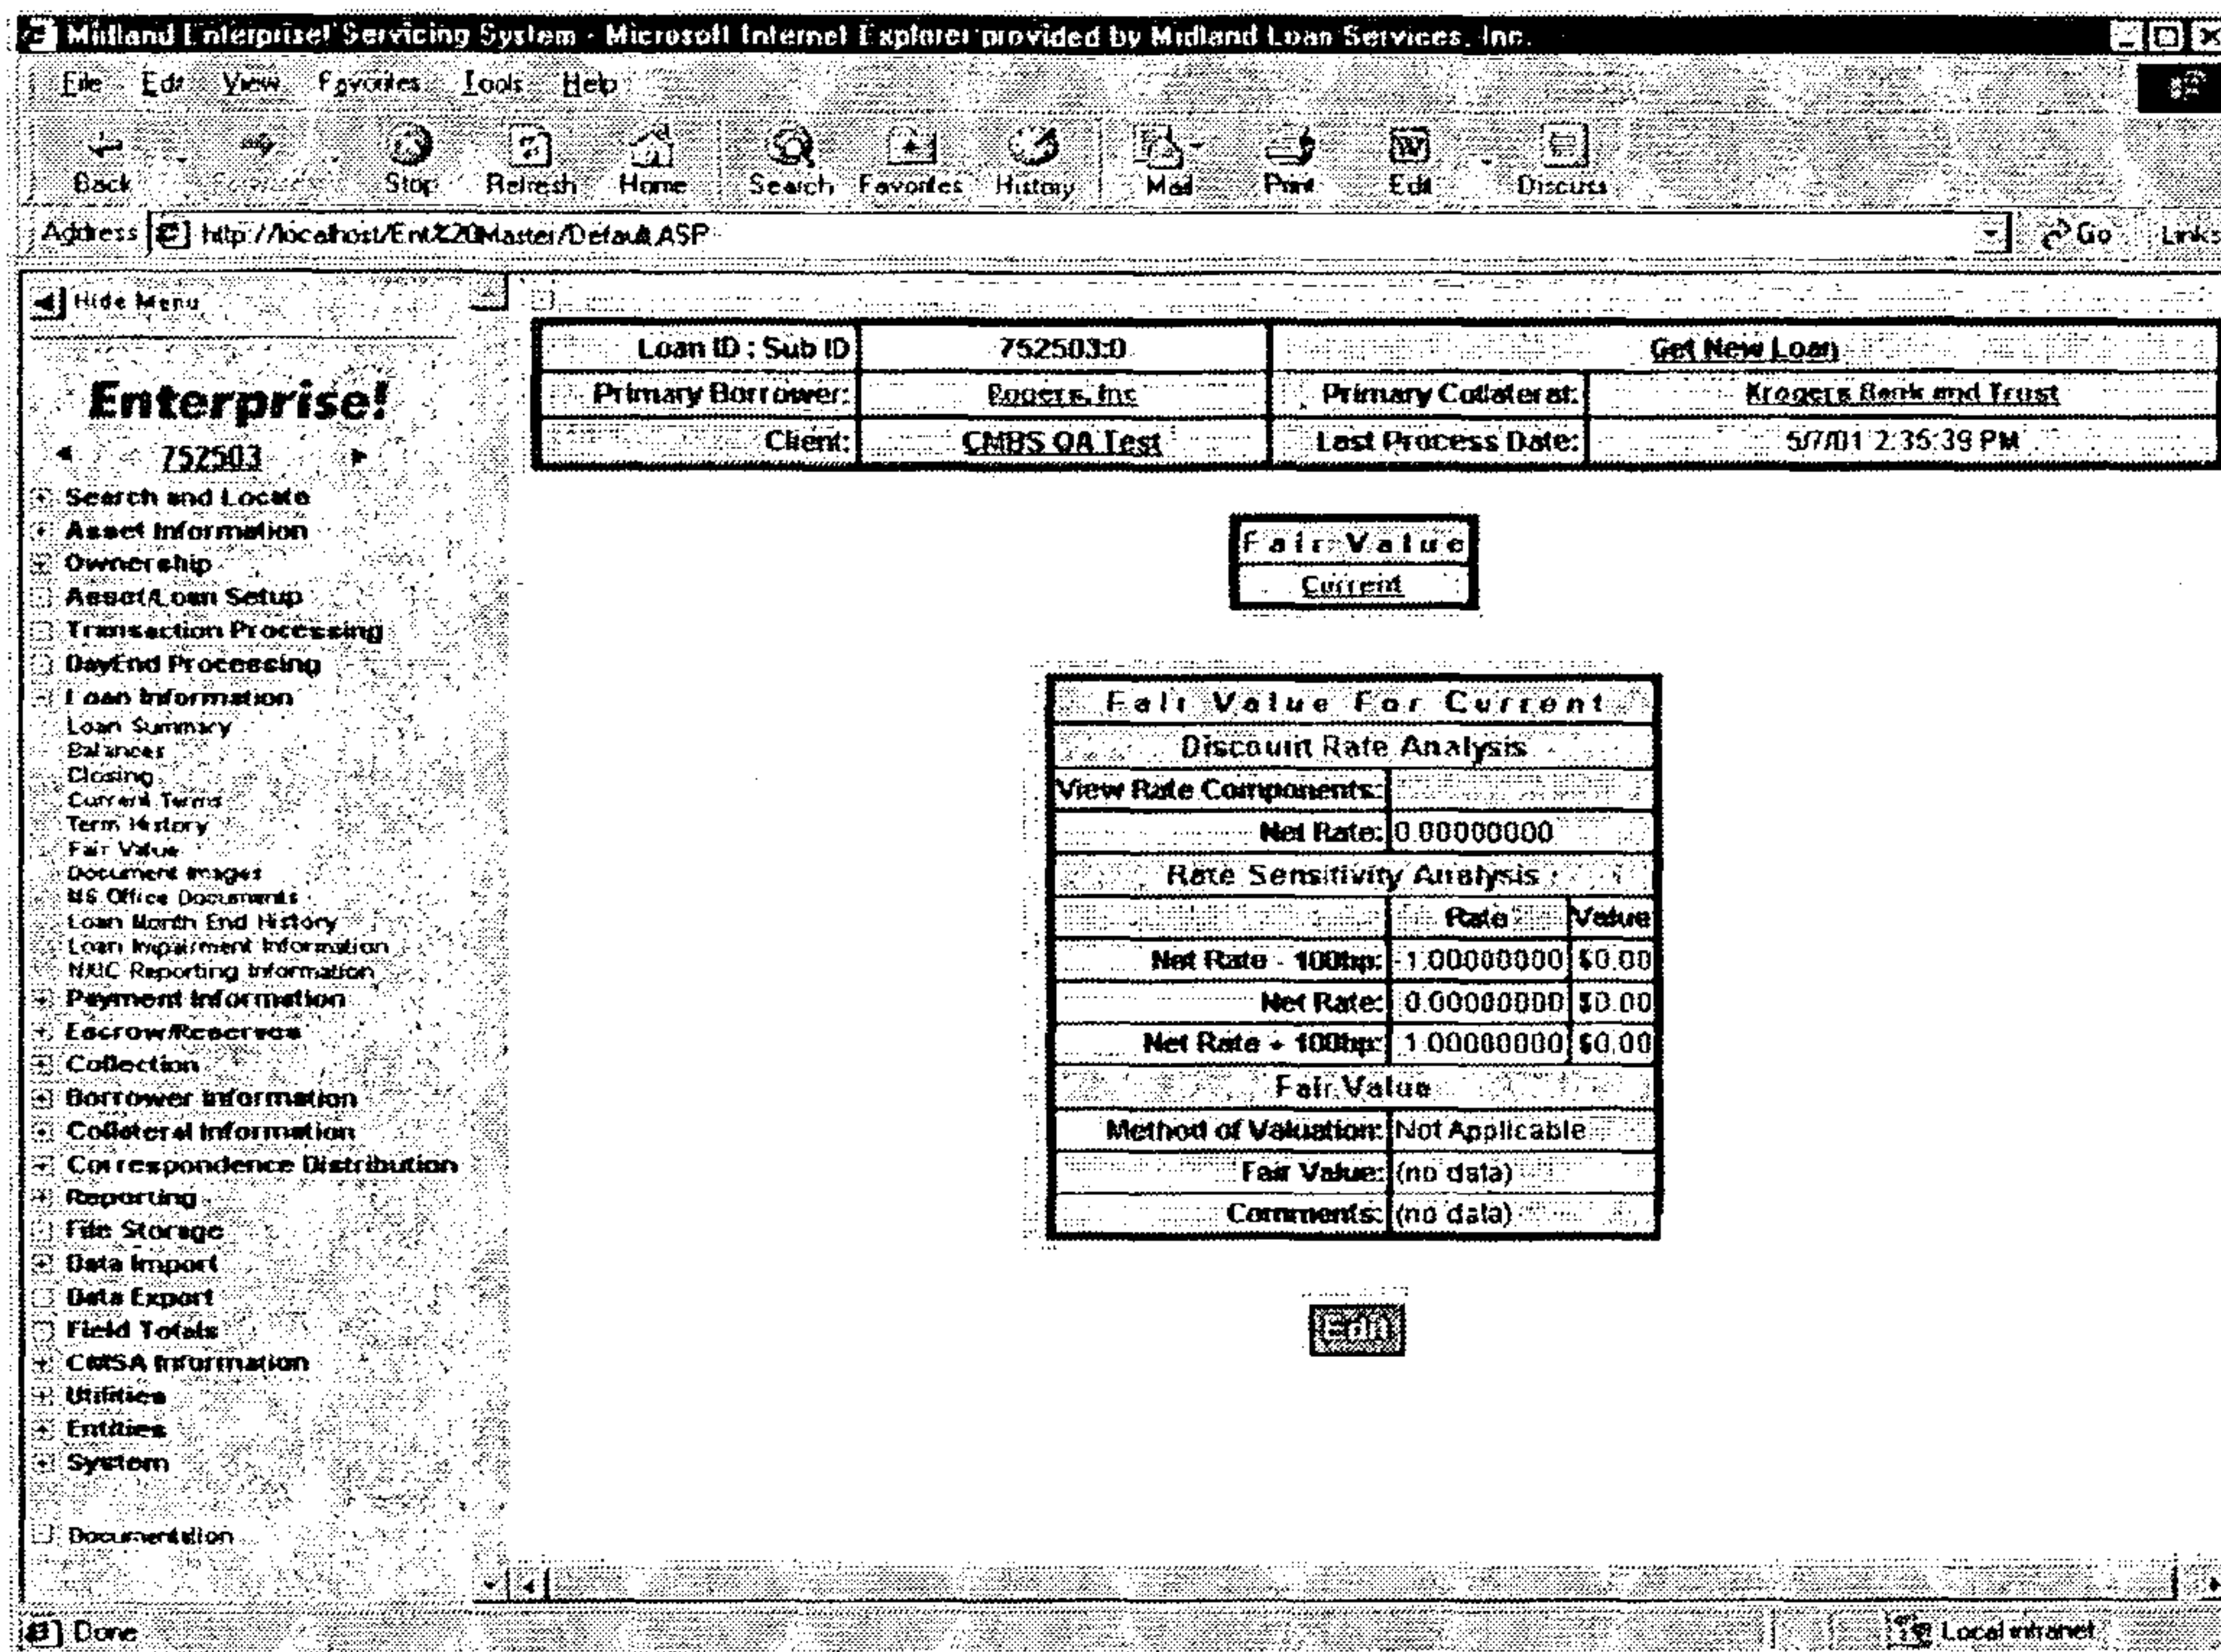 Midland Enterprise! Servicing System - Microsoft Internet Explorer provided by Midland Loan Services, Inc.
File Edit View Favorites Tools Help
Back Forward Stop Refresh Home Search Favorites History Mail Print Edit Discuss
Address http://localhost/Ent%20Master/Default.ASP Go Links
Hide Menu
Enterprise!
752503
Search and Locate
Asset Information
Ownership
Asset/Loan Setup
Transaction Processing
DayEnd Processing
Loan Information
Loan Summary
Balances
Closing
Current Terms
Term History
Fair Value
Document Images
MS Office Documents
Loan Month End History
Loan Impairment Information
Reporting Information
Payment Information
Escrow/Reserves
Collection
Borrower Information
Collateral Information
Correspondence Distribution
Reporting
File Storage
Data Import
Data Export
Field Totals
CMSA Information
Utilities
Entities
System
Documentation
Loan ID : Sub ID 752503:0 Get New Loan
Primary Borrower: Rogers, Inc Primary Collateral: Krogers Bank and Trust
Client: CMBS QA Test Last Process Date: 5/7/01 2:35:39 PM
Fair Value
Current
Fair Value For Current
Discount Rate Analysis
View Rate Components:
Net Rate: 0.00000000
Rate Sensitivity Analysis
Rate Value
Net Rate - 100bp: -1.00000000 $0.00
Net Rate: 0.00000000 $0.00
Net Rate + 100bp: 1.00000000 $0.00
Fair Value
Method of Valuation: Not Applicable
Fair Value: (no data)
Comments: (no data)
Edit
Done Local intranet